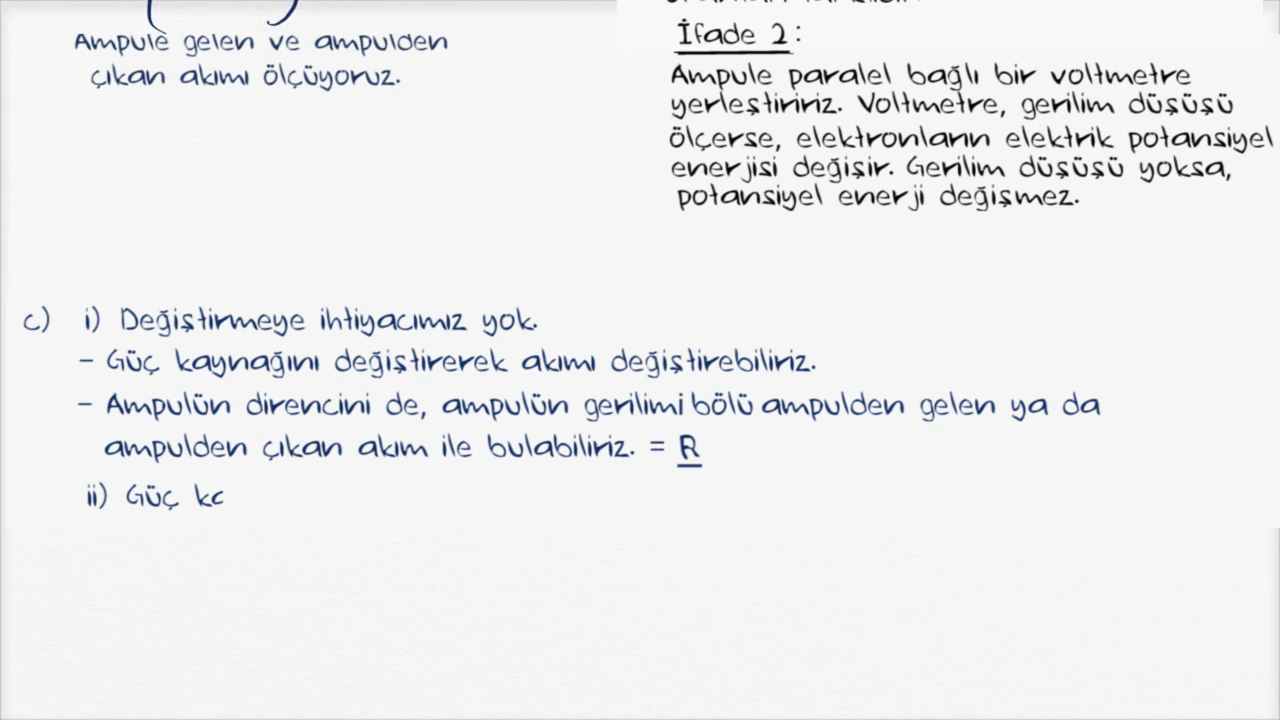 Ampule gelen ve ampulden
çıkan akımı ölçüyoruz.
İfade 2:
Ampule paralel bağlı bir voltmetre
yerleştiririz. Voltmetre, gerilim düşüşü
ölçerse, elektronların elektrik potansiyel
enerjisi değişir. Gerilim düşüşü yoksa,
potansiyel enerji değişmez.
c) i) Değiştirmeye ihtiyacımız yok.
- Güç kaynağını değiştirerek akımı değiştirebiliriz.
- Ampulün direncini de, ampulün gerilimi bölü ampulden gelen ya da
ampulden çıkan akım ile bulabiliriz. = R
ii) Güç